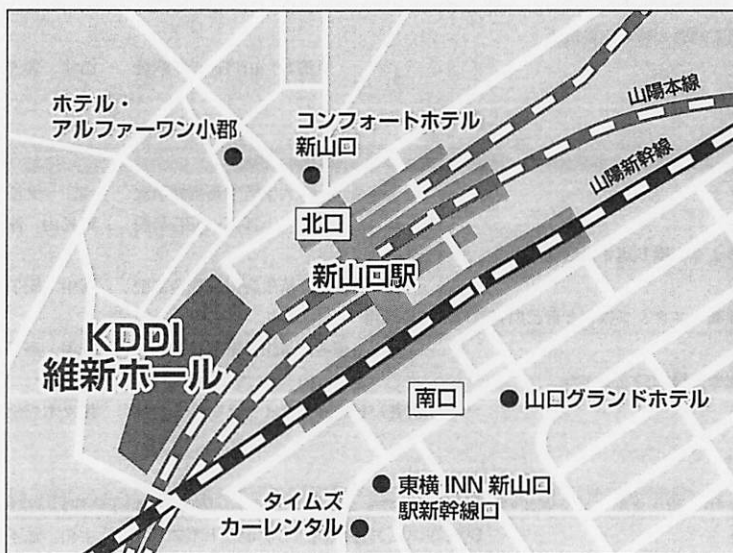 ホテル・
アルファーワン小郡
コンフォートホテル
新山口
山陽本線
山陽新幹線
北口
新山口駅
KDDI
維新ホール
南口
山口グランドホテル
東横 INN 新山口
駅新幹線口
タイムズ
カーレンタル